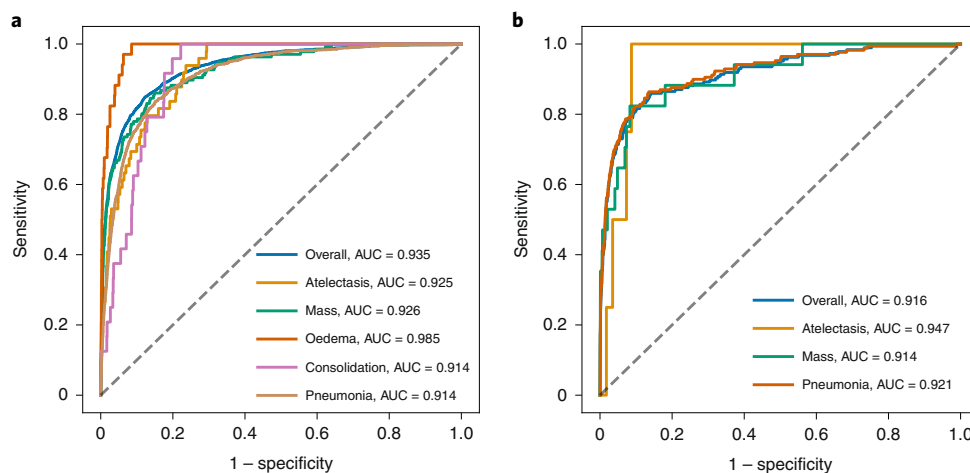 a
1.0
0.8
0.6
0.4
0.2
0
Sensitivity
Overall, AUC = 0.935
Atelectasis, AUC = 0.925
Mass, AUC = 0.926
Oedema, AUC = 0.985
Consolidation, AUC = 0.914
Pneumonia, AUC = 0.914
0 0.2 0.4 0.6 0.8 1.0
1 – specificity
b
1.0
0.8
0.6
0.4
0.2
0
Sensitivity
Overall, AUC = 0.916
Atelectasis, AUC = 0.947
Mass, AUC = 0.914
Pneumonia, AUC = 0.921
0 0.2 0.4 0.6 0.8 1.0
1 – specificity